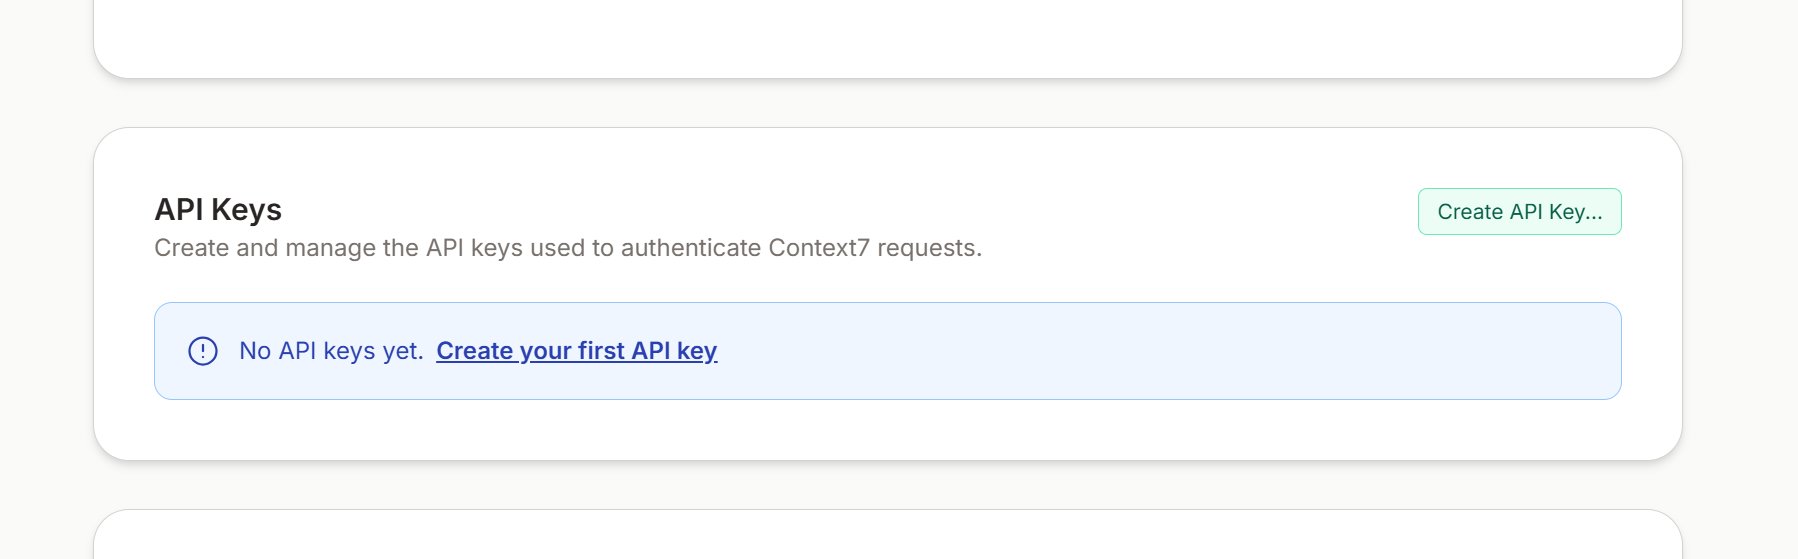 API Keys
Create API Key...
Create and manage the API keys used to authenticate Context7 requests.
No API keys yet. Create your first API key